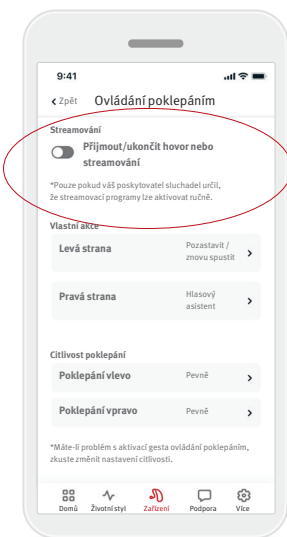 9:41
Zpět Ovládání poklepáním
Streamování
Přijmout/ukončit hovor nebo
streamování
*Pouze pokud váš poskytovatel sluchadel určil,
že streamovací programy lze aktivovat ručně.
Vlastní akce
Levá strana Pozastavit /
znovu spustit
Pravá strana Hlasový
asistent
Citlivost poklepání
Poklepání vlevo Pevně
Poklepání vpravo Pevně
*Máte-li problém s aktivací gesta ovládání poklepáním,
zkuste změnit nastavení citlivosti.
Domů Životní styl Zařízení Podpora Více